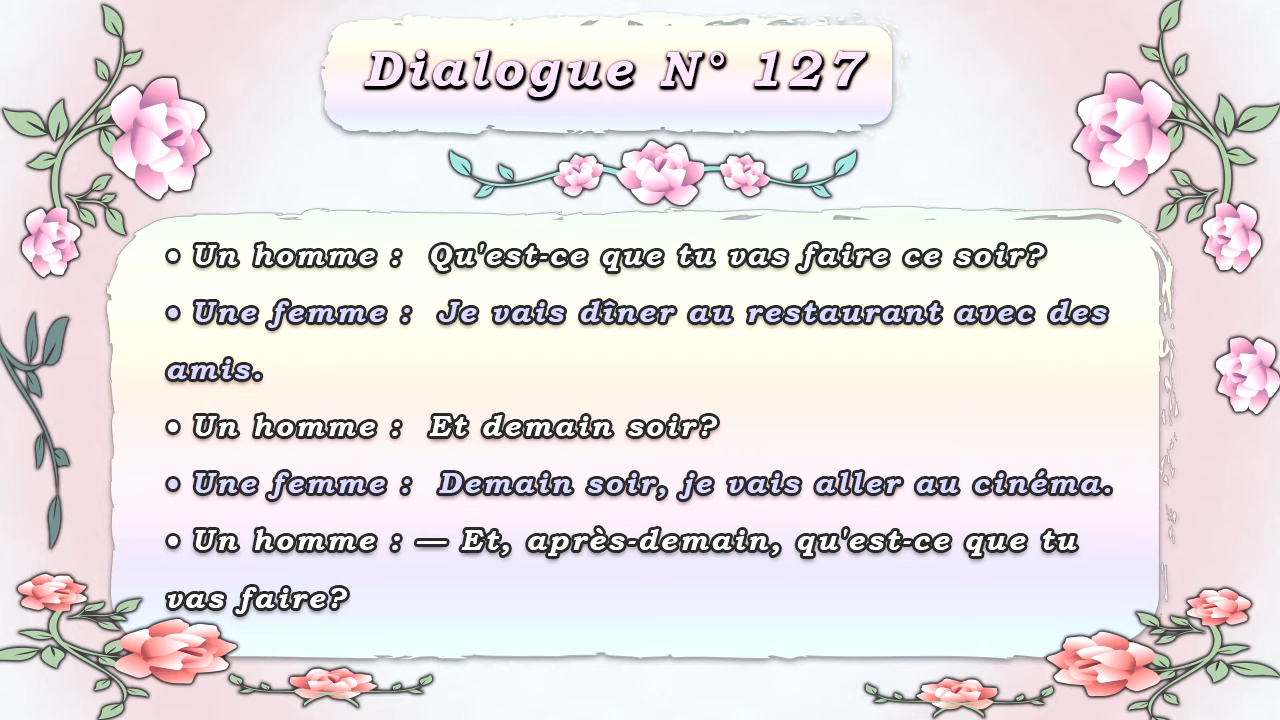 Dialogue N° 127
• Un homme : Qu'est-ce que tu vas faire ce soir?
• Une femme : Je vais dîner au restaurant avec des
amis.
• Un homme : Et demain soir?
• Une femme : Demain soir, je vais aller au cinéma.
• Un homme : — Et, après-demain, qu'est-ce que tu
vas faire?